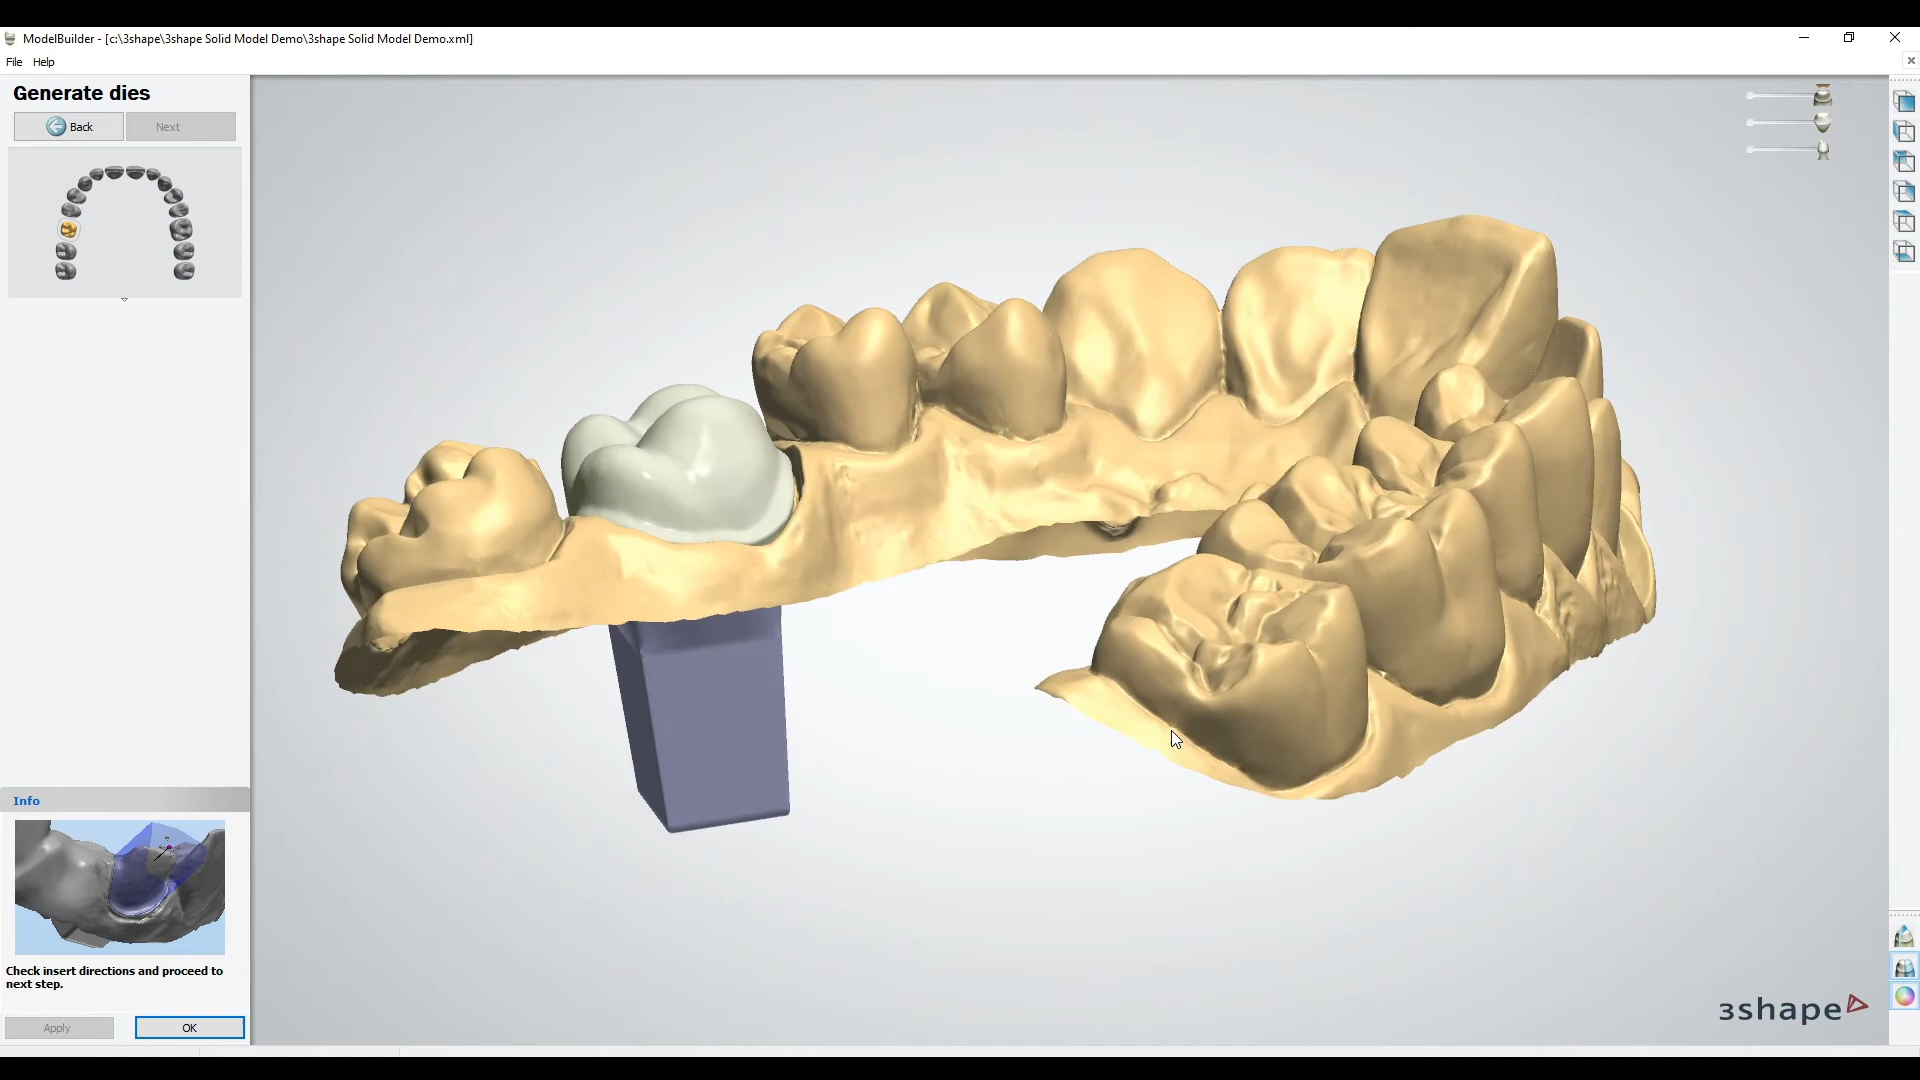 ModelBuilder - [c:\3shape\3shape Solid Model Demo\3shape Solid Model Demo.xml]
File Help
Generate dies
Back Next
Info
Check insert directions and proceed to
next step.
Apply OK
3shape